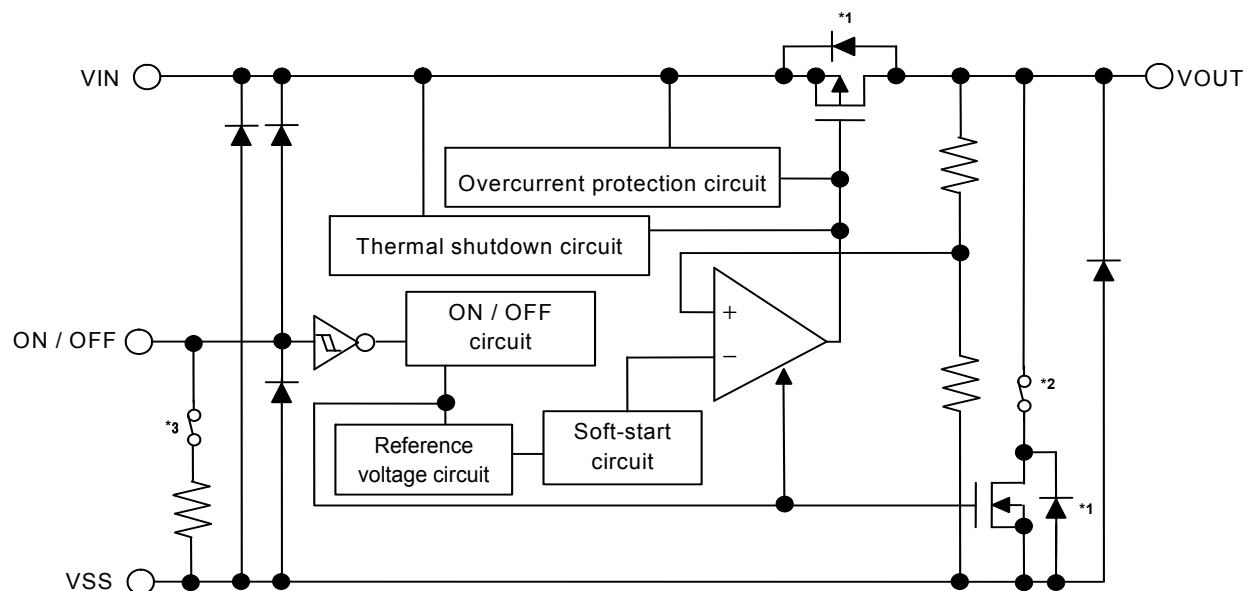 *1
VIN
VOUT
Overcurrent protection circuit
Thermal shutdown circuit
ON / OFF
ON / OFF
circuit
+
−
*2
*3
Reference
voltage circuit
Soft-start
circuit
*1
VSS